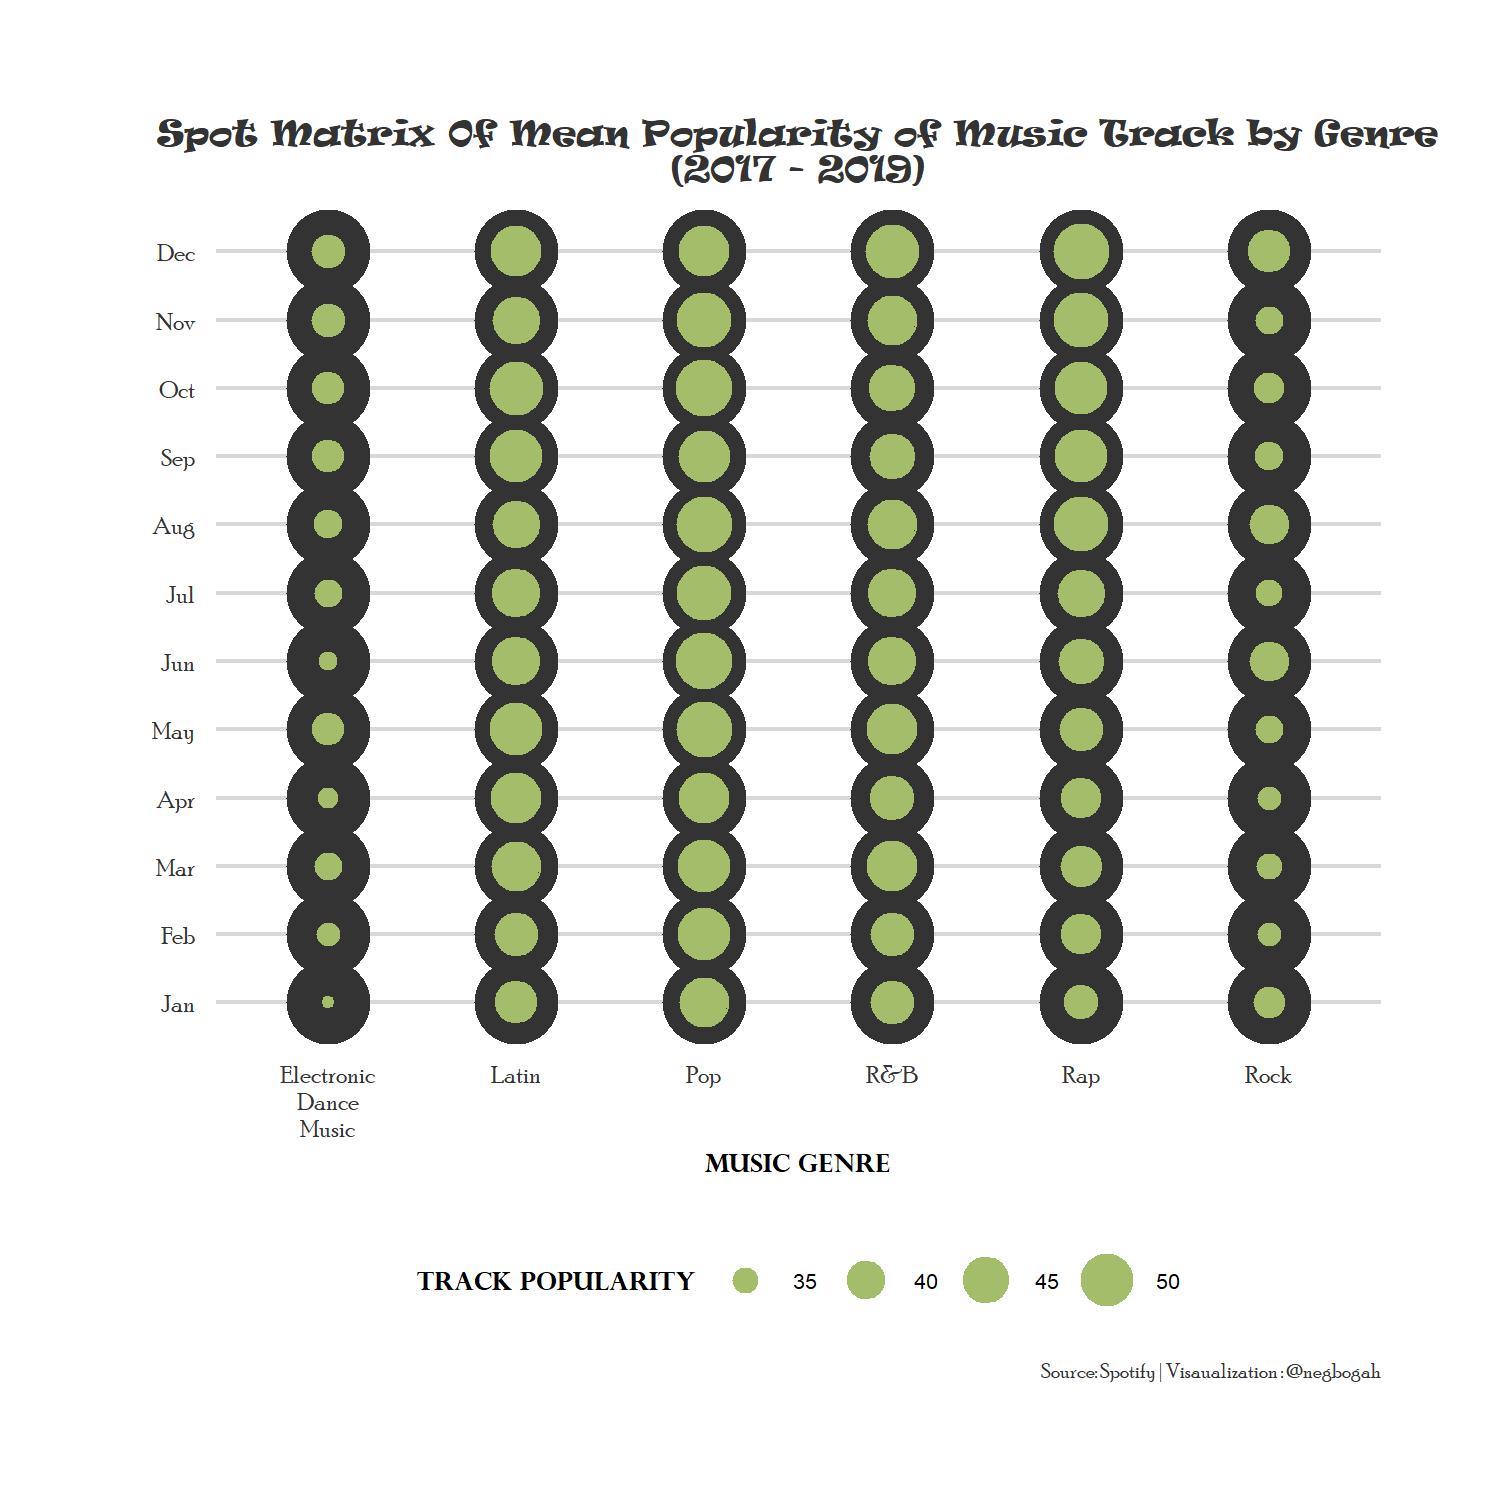 Spot Matrix Of Mean Popularity of Music Track by Genre
(2017 - 2019)
Dec
Nov
Oct
Sep
Aug
Jul
Jun
May
Apr
Mar
Feb
Jan
Electronic
Dance
Music
Latin
Pop
R&B
Rap
Rock
MUSIC GENRE
TRACK POPULARITY 35 40 45 50
Source:Spotify | Visaualization: @negbogah